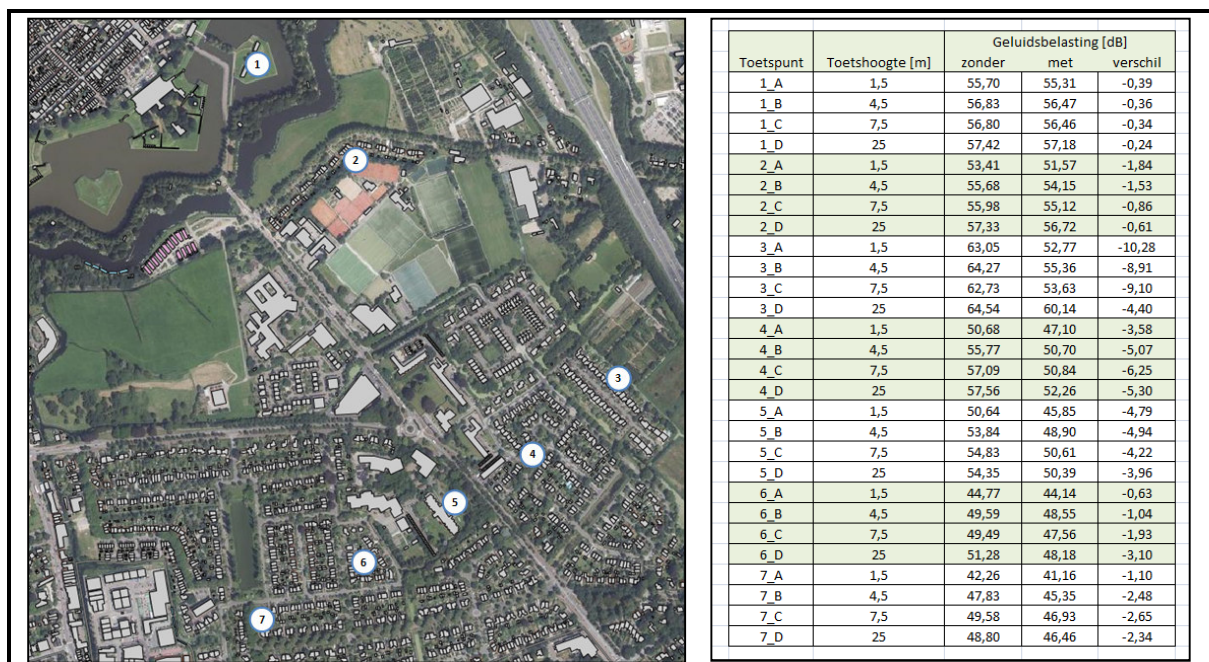 1
2
3
4
5
6
7
Geluidsbelasting [dB]
Toetspunt Toetshoogte [m] zonder met verschil
1_A 1,5 55,70 55,31 -0,39
1_B 4,5 56,83 56,47 -0,36
1_C 7,5 56,80 56,46 -0,34
1_D 25 57,42 57,18 -0,24
2_A 1,5 53,41 51,57 -1,84
2_B 4,5 55,68 54,15 -1,53
2_C 7,5 55,98 55,12 -0,86
2_D 25 57,33 56,72 -0,61
3_A 1,5 63,05 52,77 -10,28
3_B 4,5 64,27 55,36 -8,91
3_C 7,5 62,73 53,63 -9,10
3_D 25 64,54 60,14 -4,40
4_A 1,5 50,68 47,10 -3,58
4_B 4,5 55,77 50,70 -5,07
4_C 7,5 57,09 50,84 -6,25
4_D 25 57,56 52,26 -5,30
5_A 1,5 50,64 45,85 -4,79
5_B 4,5 53,84 48,90 -4,94
5_C 7,5 54,83 50,61 -4,22
5_D 25 54,35 50,39 -3,96
6_A 1,5 44,77 44,14 -0,63
6_B 4,5 49,59 48,55 -1,04
6_C 7,5 49,49 47,56 -1,93
6_D 25 51,28 48,18 -3,10
7_A 1,5 42,26 41,16 -1,10
7_B 4,5 47,83 45,35 -2,48
7_C 7,5 49,58 46,93 -2,65
7_D 25 48,80 46,46 -2,34